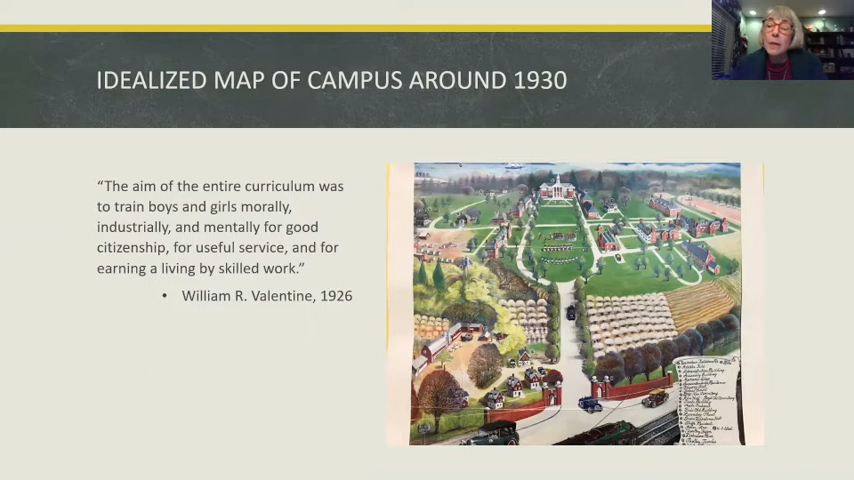 IDEALIZED MAP OF CAMPUS AROUND 1930
“The aim of the entire curriculum was
to train boys and girls morally,
industrially, and mentally for good
citizenship, for useful service, and for
earning a living by skilled work.”
• William R. Valentine, 1926